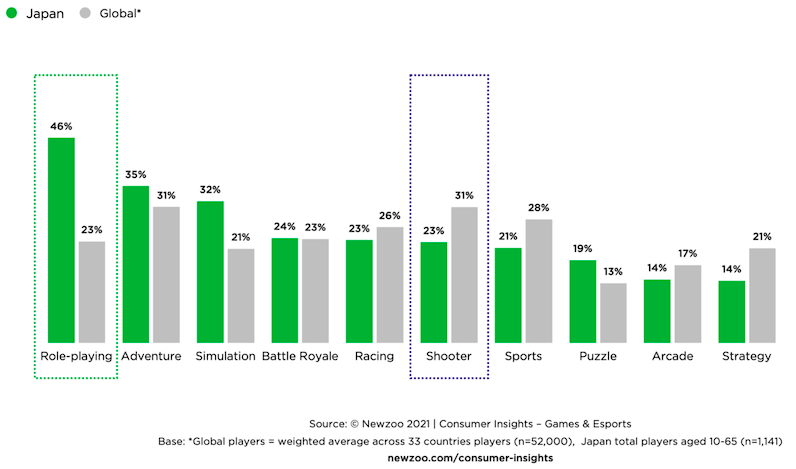 Japan Global*
46% 23%
35% 31%
32% 21%
24% 23%
23% 26%
23% 31%
21% 28%
19% 13%
14% 17%
14% 21%
Role-playing Adventure Simulation Battle Royale Racing Shooter Sports Puzzle Arcade Strategy
Source: © Newzoo 2021 | Consumer Insights – Games & Esports
Base: *Global players = weighted average across 33 countries players (n=52,000), Japan total players aged 10-65 (n=1,141)
newzoo.com/consumer-insights